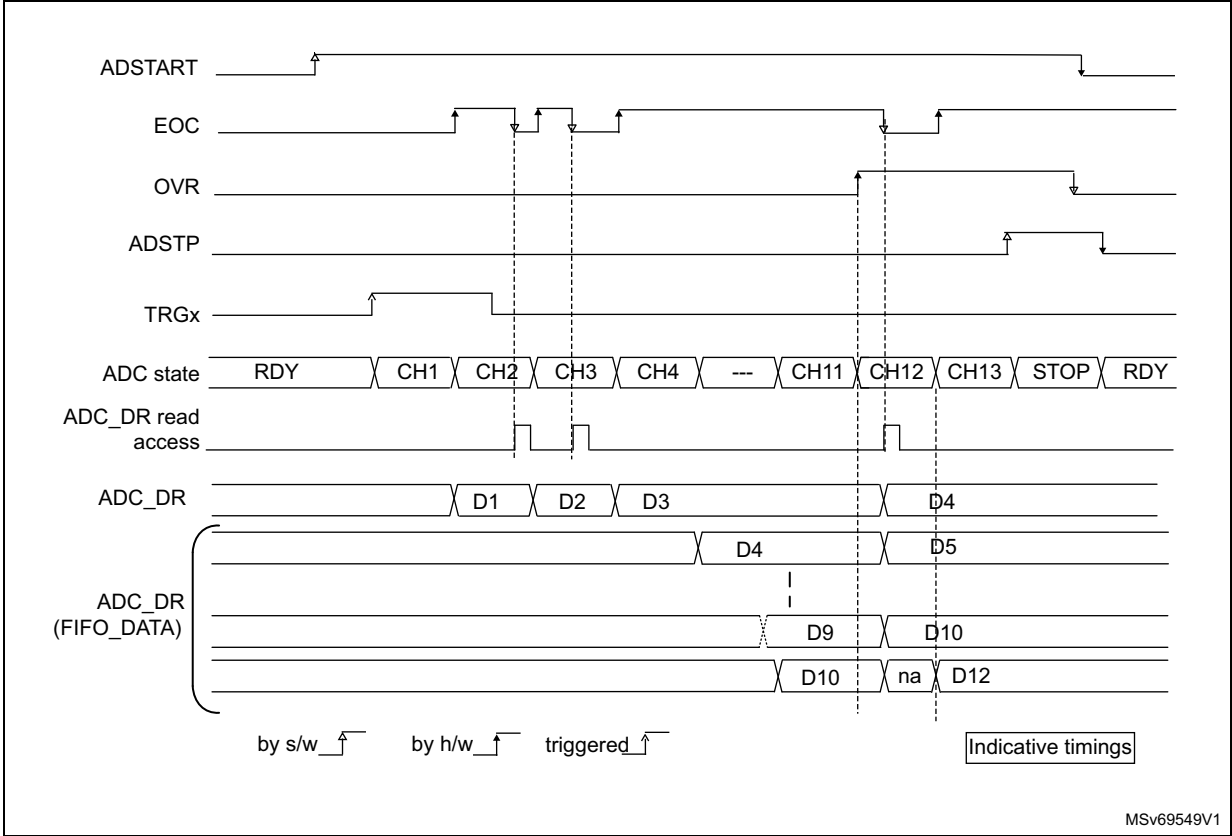 ADSTART
EOC
OVR
ADSTP
TRGx
ADC state RDY CH1 CH2 CH3 CH4 --- CH11 CH12 CH13 STOP RDY
ADC_DR read
access
ADC_DR D1 D2 D3 D4
D4 D5
ADC_DR
(FIFO_DATA)
D9 D10
D10 na D12
by s/w by h/w triggered Indicative timings
MSv69549V1